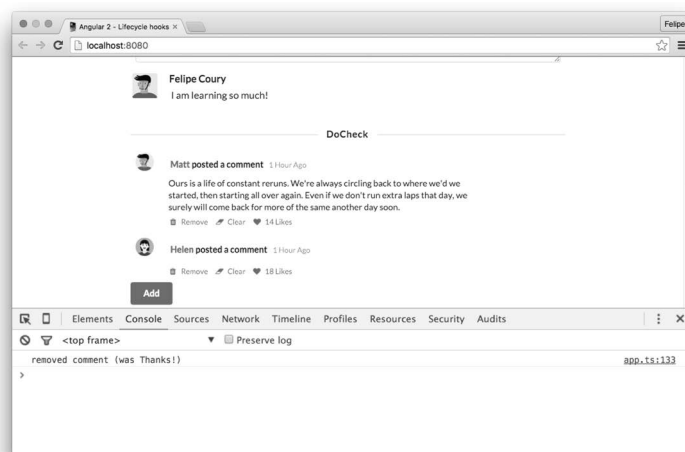 Angular 2 - Lifecycle hooks ×
Felipe
localhost:8080
Felipe Coury
I am learning so much!
DoCheck
Matt posted a comment 1 Hour Ago
Ours is a life of constant reruns. We're always circling back to where we'd we
started, then starting all over again. Even if we don't run extra laps that day, we
surely will come back for more of the same another day soon.
Remove Clear 14 Likes
Helen posted a comment 1 Hour Ago
Remove Clear 18 Likes
Add
Elements Console Sources Network Timeline Profiles Resources Security Audits
<top frame> ▼ Preserve log
removed comment (was Thanks!) app.ts:133
>